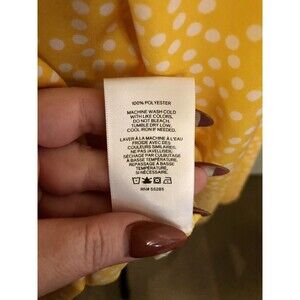 100% POLYESTER
MACHINE WASH COLD
WITH LIKE COLORS.
DO NOT BLEACH.
TUMBLE DRY LOW.
COOL IRON IF NEEDED.
LAVER À LA MACHINE À L'EAU
FROIDE AVEC DES
COULEURS SIMILAIRES.
NE PAS JAVELLISER.
SÉCHAGE PAR CULBUTAGE
À BASSE TEMPÉRATURE.
REPASSAGE À BASSE
TEMPÉRATURE,
SI NÉCESSAIRE.
RN# 55285